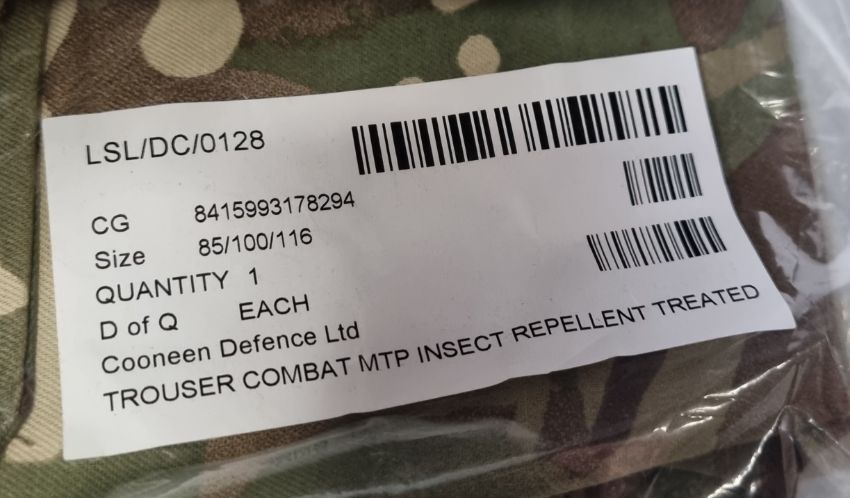 LSL/DC/0128
CG 8415993178294
Size 85/100/116
QUANTITY 1
D of Q EACH
Cooneen Defence Ltd
TROUSER COMBAT MTP INSECT REPELLENT TREATED